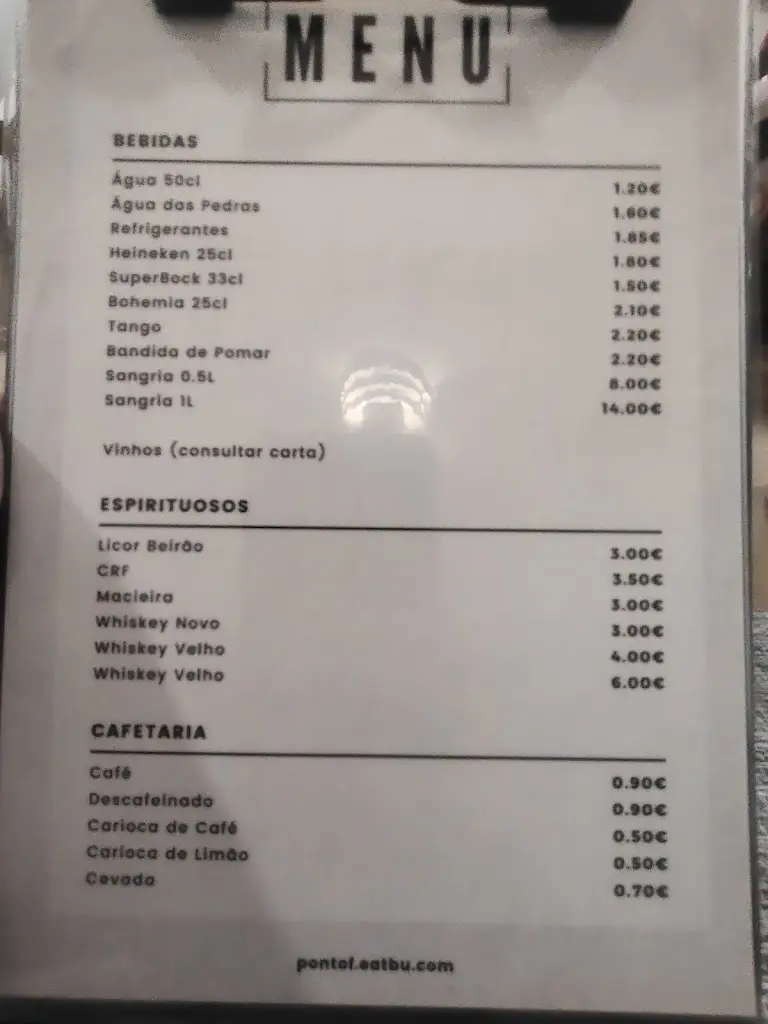 MENU
BEBIDAS
Água 50cl 1.20€
Água das Pedras 1.60€
Refrigerantes 1.85€
Heineken 25cl 1.80€
SuperBock 33cl 1.50€
Bohemia 25cl 2.10€
Tango 2.20€
Bandida de Pomar 2.20€
Sangria 0.5L 8.00€
Sangria 1L 14.00€
Vinhos (consultar carta)
ESPIRITUOSOS
Licor Beirão 3.00€
CRF 3.50€
Macieira 3.00€
Whiskey Novo 3.00€
Whiskey Velho 4.00€
Whiskey Velho 6.00€
CAFETARIA
Café 0.90€
Descafeinado 0.90€
Carioca de Café 0.50€
Carioca de Limão 0.50€
Cevada 0.70€
pontof.eatbu.com